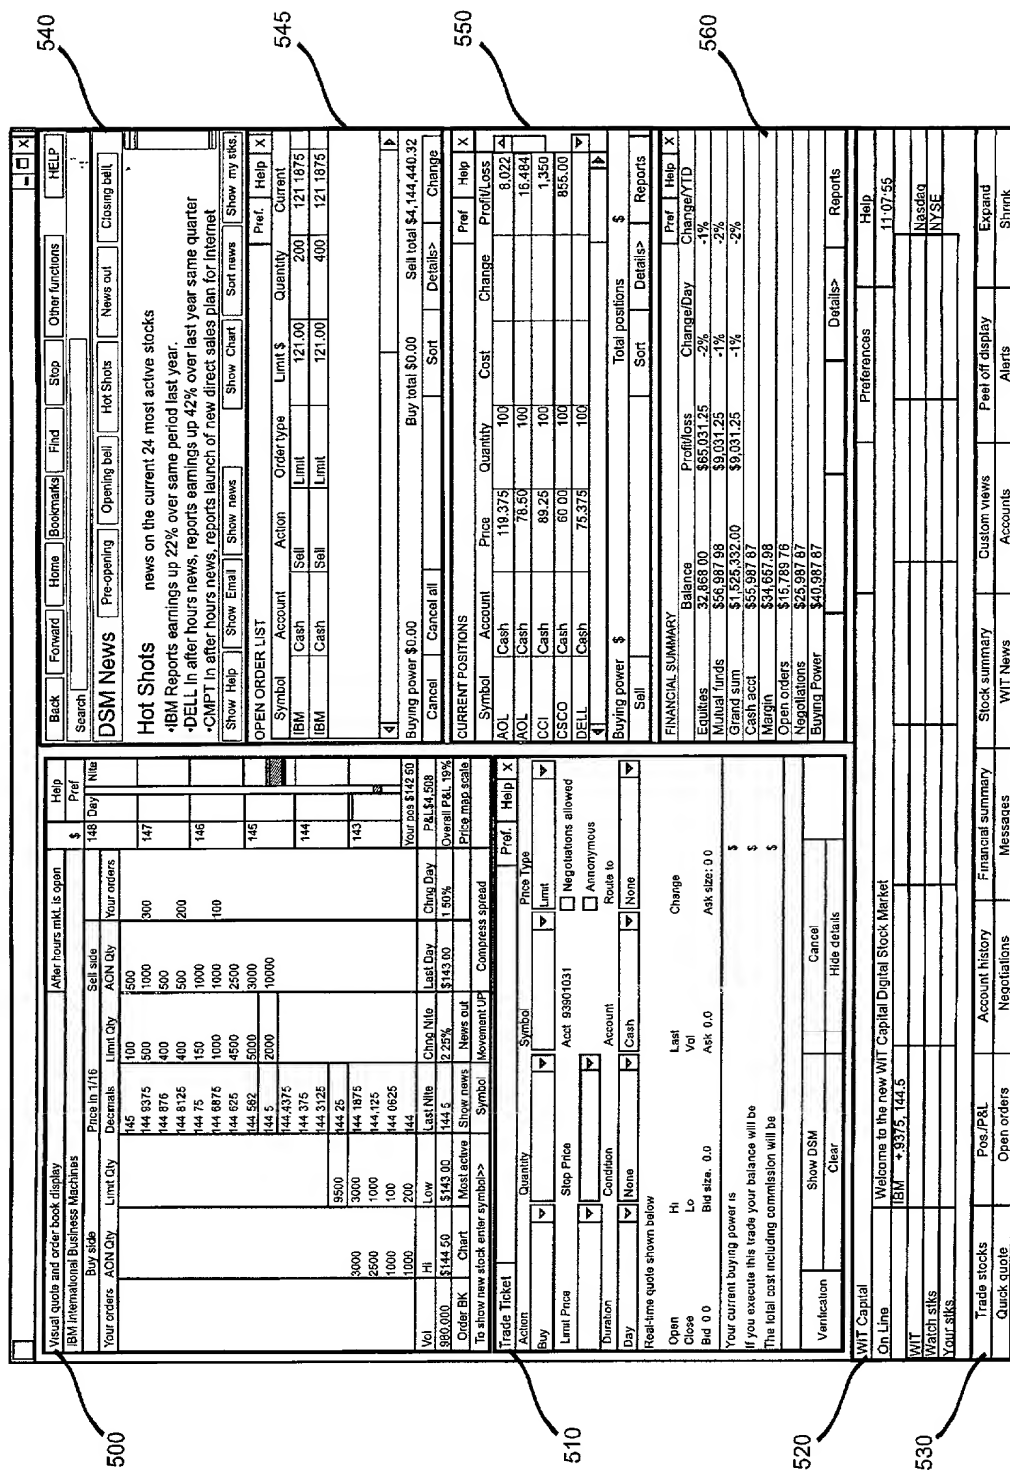 500
Visual quote and order book display After hours mkt. is open Help
IBM International Business Machines $ Pref
Buy side Price in 1/16 Sell side 148 Day Nite
Your orders AON Qty Limit Qty Decimals Limit Qty AON Qty Your orders
145 100 500
144 9375 500 1000 300 147
144 875 400 500
144 8125 400 500 200 146
144 75 150 1000
144 6875 1000 1000 100
144 625 4500 2500 145
144 562 5000 3000
144 5 2000 10000
144.4375 144
144 375
144 3125
9500 144 25 143
3000 3000 144 1875
2500 1000 144.125
1000 100 144 0625
1000 200 144 Your pos $142 50
Vol Hi Low Last Nite Chng Nite Last Day Chng Day P&L $4,508
980,000 $144 50 $143 00 144 5 2 25% $143 00 1 50% Overall P&L 19%
Order BK Chart Most active Show news News out Price map scale
To show new stock enter symbol>> Symbol Movement UP Compress spread
510
Trade Ticket Pref. Help X
Action Quantity Symbol Price Type
Buy Limit
Limit Price Stop Price Acct 93901031 Negotiations allowed
Annonymous
Duration Condition Account Route to
Day None Cash None
Real-time quote shown below
Open Hi Last Change
Close Lo Vol
Bid 0 0 Bid size. 0.0 Ask 0.0 Ask size: 0 0
Your current buying power is $
If you execute this trade your balance will be $
The total cost including commission will be $
Verification Show DSM Cancel
Clear Hide details
540
Back Forward Home Bookmarks Find Stop Other functions HELP
Search
DSM News Pre-opening Opening bell Hot Shots News out Closing bell
Hot Shots news on the current 24 most active stocks
•IBM Reports earnings up 22% over same period last year.
•DELL In after hours news, reports earnings up 42% over last year same quarter
•CMPT In after hours news, reports launch of new direct sales plan for Internet
Show Help Show Email Show news Show Chart Sort news Show my stks.
545
OPEN ORDER LIST Pref. Help X
Symbol Account Action Order type Limit $ Quantity Current
IBM Cash Sell Limit 121.00 200 121 1875
IBM Cash Sell Limit 121.00 400 121 1875
Buying power $0.00 Buy total $0.00 Sell total $4,144,440.32
Cancel Cancel all Sort Details> Change
550
CURRENT POSITIONS Pref Help X
Symbol Account Price Quantity Cost Change Profit/Loss
AOL Cash 119.375 100 8,022
AOL Cash 78.50 100 16,484
CCI Cash 89.25 100 1,350
CSCO Cash 60 00 100 855.00
DELL Cash 75.375 100
Buying power $ Total positions $
Sell Sort Details> Reports
560
FINANCIAL SUMMARY Pref Help X
Balance Profit/loss Change/Day Change/YTD
Equities 32,868 00 $65,031.25 -2% -1%
Mutual funds $56,987 98 $9,031.25 -1% -2%
Grand sum $1,525,332.00 $9,031.25 -1% -2%
Cash acct $55,987 87
Margin $34,657.98
Open orders $15,789 76
Negotiations $25,987 87
Buying Power $40,987 87
Details> Reports
520
WIT Capital Preferences Help
On Line Welcome to the new WIT Capital Digital Stock Market 11:07:55
IBM +.9375, 144.5
WIT Nasdaq
Watch stks NYSE
Your stks.
530
Trade stocks Pos./P&L Account history Financial summary Stock summary Custom views Peel off display Expand
Quick quote Open orders Negotiations Messages WIT News Accounts Alerts Shrink